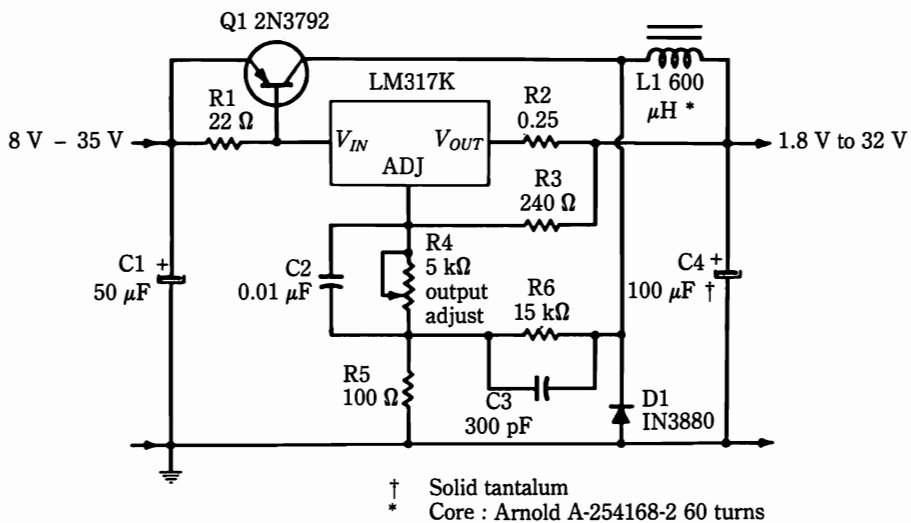 Q1 2N3792
LM317K
R1
22 Ω
R2
0.25
L1 600
μH *
8 V – 35 V
V_IN
V_OUT
ADJ
1.8 V to 32 V
R3
240 Ω
C1
+
50 μF
C2
0.01 μF
R4
5 kΩ
output
adjust
R6
15 kΩ
C4
+
100 μF †
R5
100 Ω
C3
300 pF
D1
IN3880
† Solid tantalum
* Core : Arnold A-254168-2 60 turns